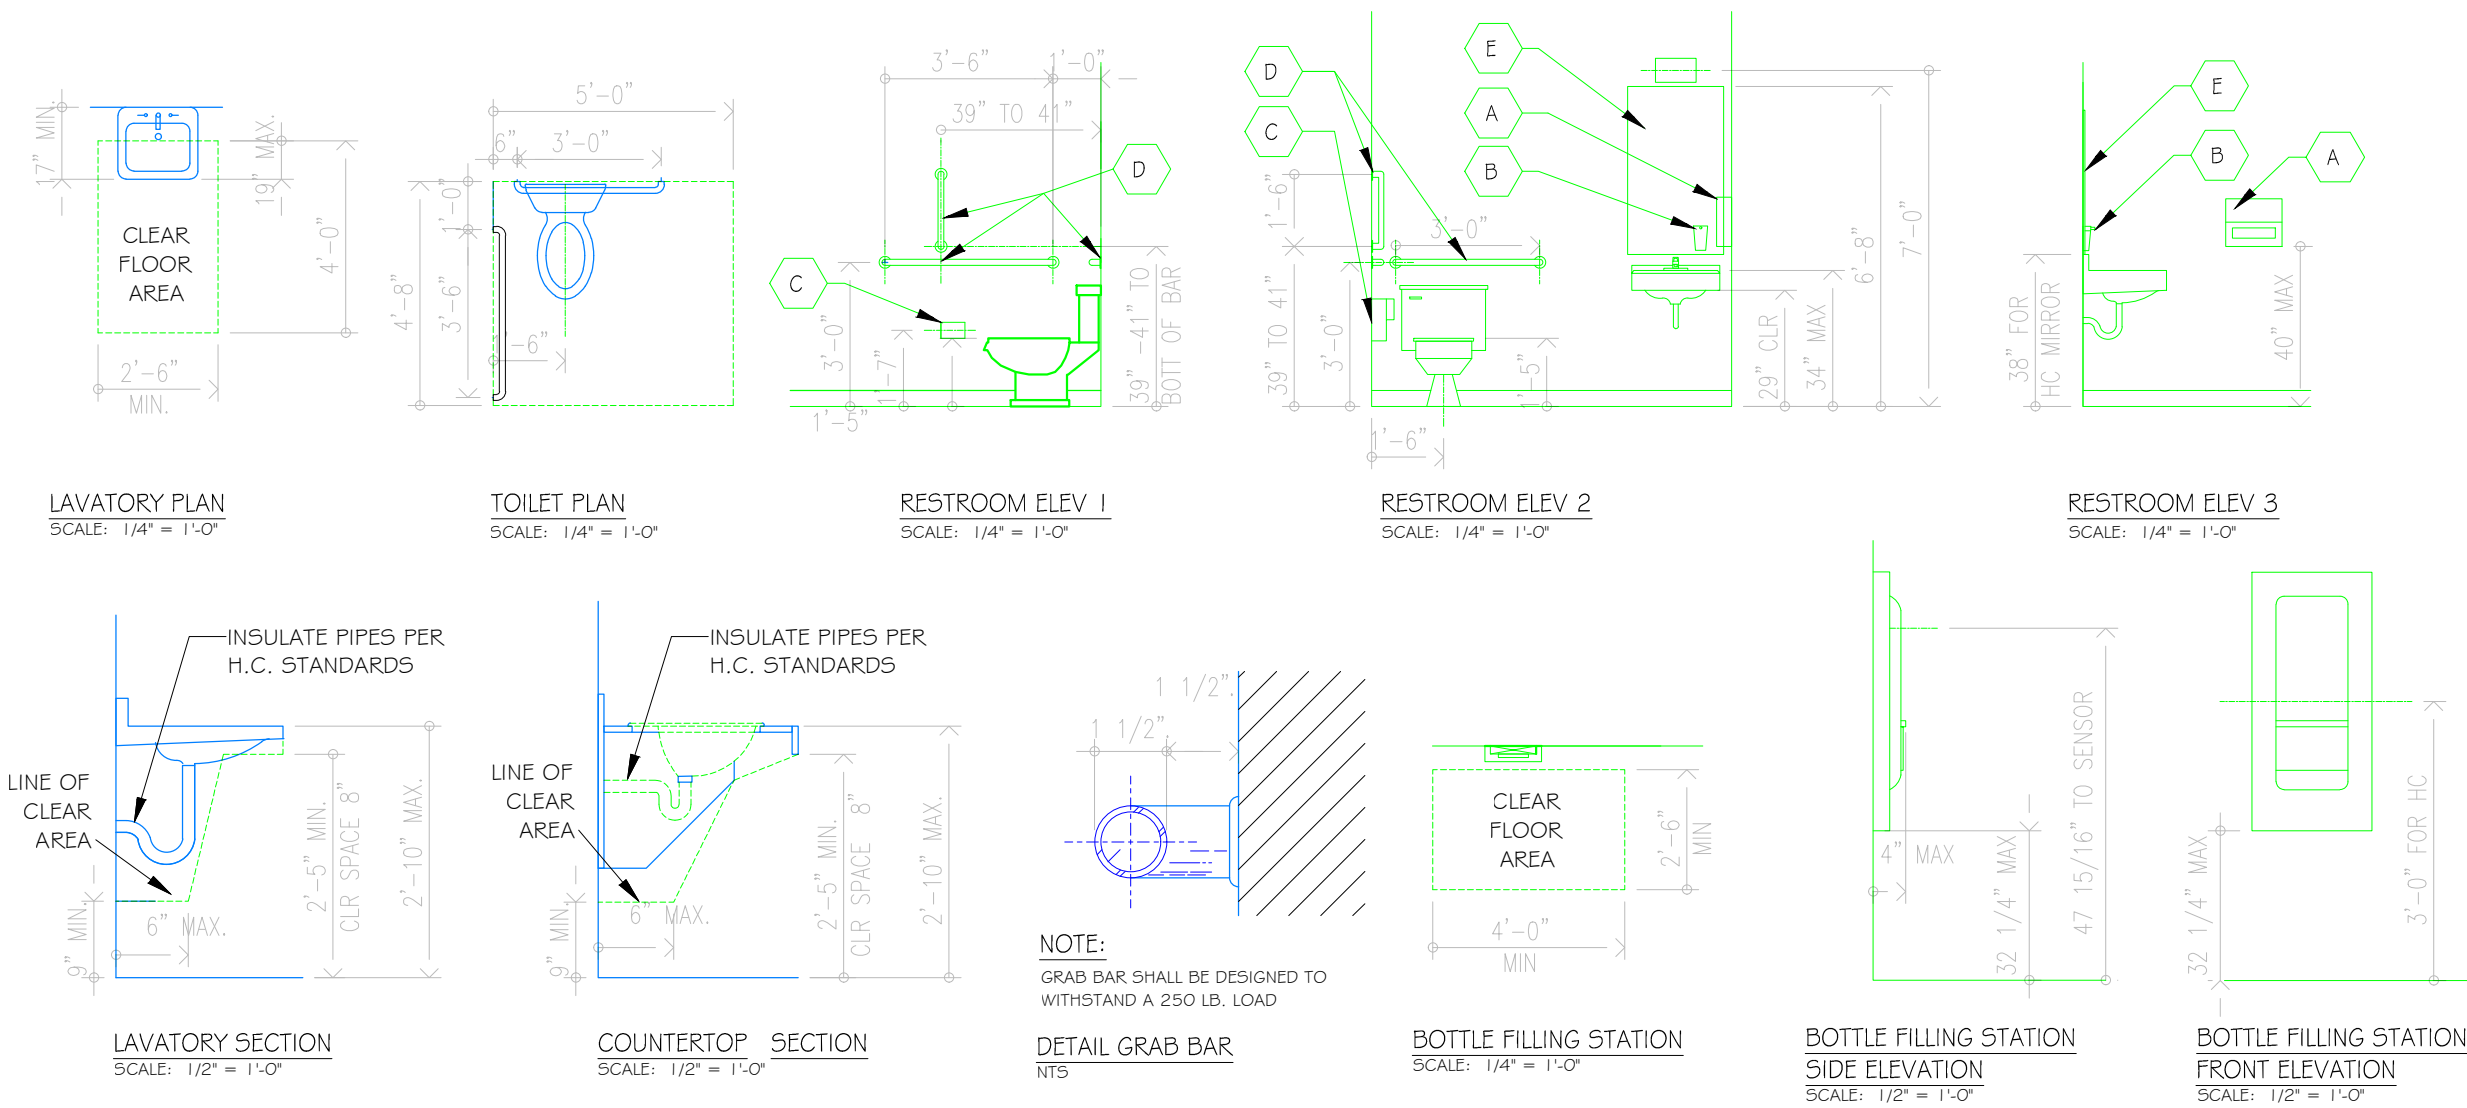 17” MIN.
19” MAX.
4’-0”
CLEAR
FLOOR
AREA
2’-6”
MIN.
LAVATORY PLAN
SCALE: 1/4" = 1'-0"
5’-0”
6”
3’-0”
1’-0”
4’-8”
3’-6”
1’-6”
TOILET PLAN
SCALE: 1/4" = 1'-0"
3’-6”
1’-0”
39” TO 41”
D
C
3’-0”
1’-7”
1’-5”
39” -41” TO
BOTT OF BAR
RESTROOM ELEV 1
SCALE: 1/4" = 1'-0"
D
C
E
A
B
1’-6”
3’-0”
39” TO 41”
3’-0”
1’-5”
1’-6”
29” CLR
34” MAX
6’-8”
7’-0”
RESTROOM ELEV 2
SCALE: 1/4" = 1'-0"
E
B
A
38” FOR
HC MIRROR
40” MAX
RESTROOM ELEV 3
SCALE: 1/4" = 1'-0"
INSULATE PIPES PER
H.C. STANDARDS
LINE OF
CLEAR
AREA
9” MIN.
6” MAX.
2’-5” MIN.
CLR SPACE 8”
2’-10” MAX.
LAVATORY SECTION
SCALE: 1/2" = 1'-0"
INSULATE PIPES PER
H.C. STANDARDS
LINE OF
CLEAR
AREA
9” MIN.
6” MAX.
2’-5” MIN.
CLR SPACE 8”
2’-10” MAX.
COUNTERTOP SECTION
SCALE: 1/2" = 1'-0"
1 1/2”.
1 1/2”.
NOTE:
GRAB BAR SHALL BE DESIGNED TO
WITHSTAND A 250 LB. LOAD
DETAIL GRAB BAR
NTS
CLEAR
FLOOR
AREA
2’-6”
MIN
4’-0”
MIN
BOTTLE FILLING STATION
SCALE: 1/4" = 1'-0"
4” MAX
32 1/4” MAX
47 15/16” TO SENSOR
BOTTLE FILLING STATION
SIDE ELEVATION
SCALE: 1/2" = 1'-0"
32 1/4” MAX
3’-0” FOR HC
BOTTLE FILLING STATION
FRONT ELEVATION
SCALE: 1/2" = 1'-0"